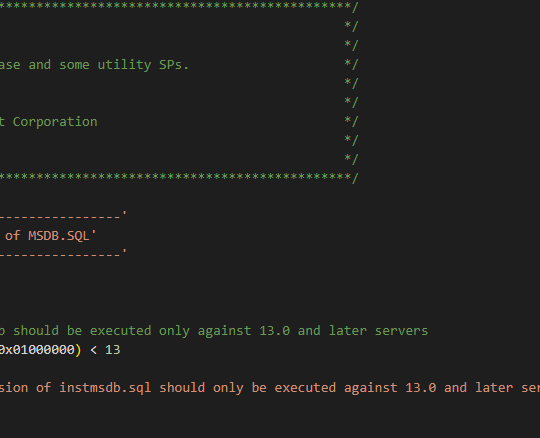 **********************************************/
*/
*/
ase and some utility SPs. */
*/
*/
t Corporation */
*/
*/
**********************************************/
----------------'
of MSDB.SQL'
----------------'
should be executed only against 13.0 and later servers
0x01000000) < 13
sion of instmsdb.sql should only be executed against 13.0 and later ser